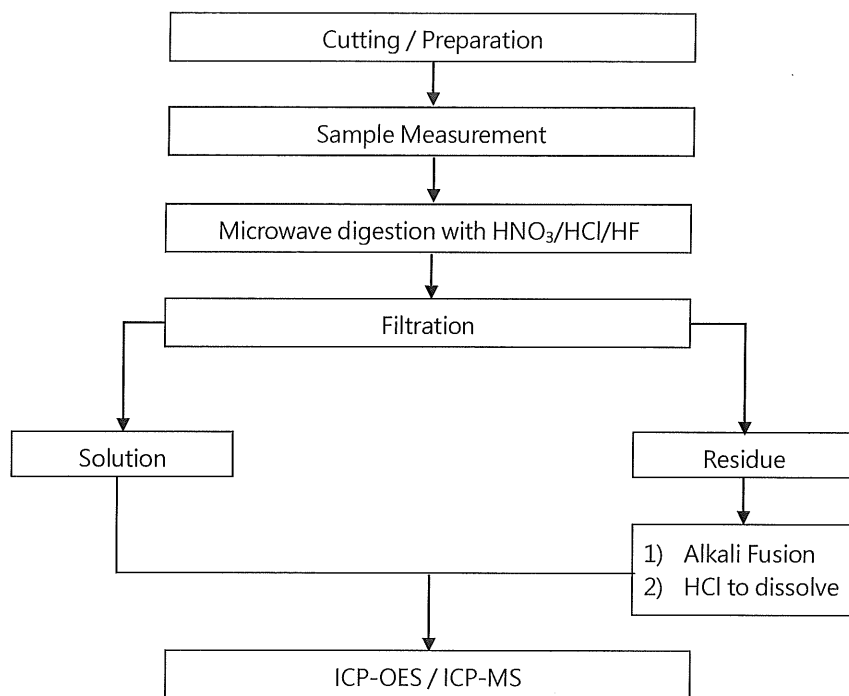 Cutting / Preparation
Sample Measurement
Microwave digestion with HNO₃/HCl/HF
Filtration
Solution
Residue
1) Alkali Fusion
2) HCl to dissolve
ICP-OES / ICP-MS